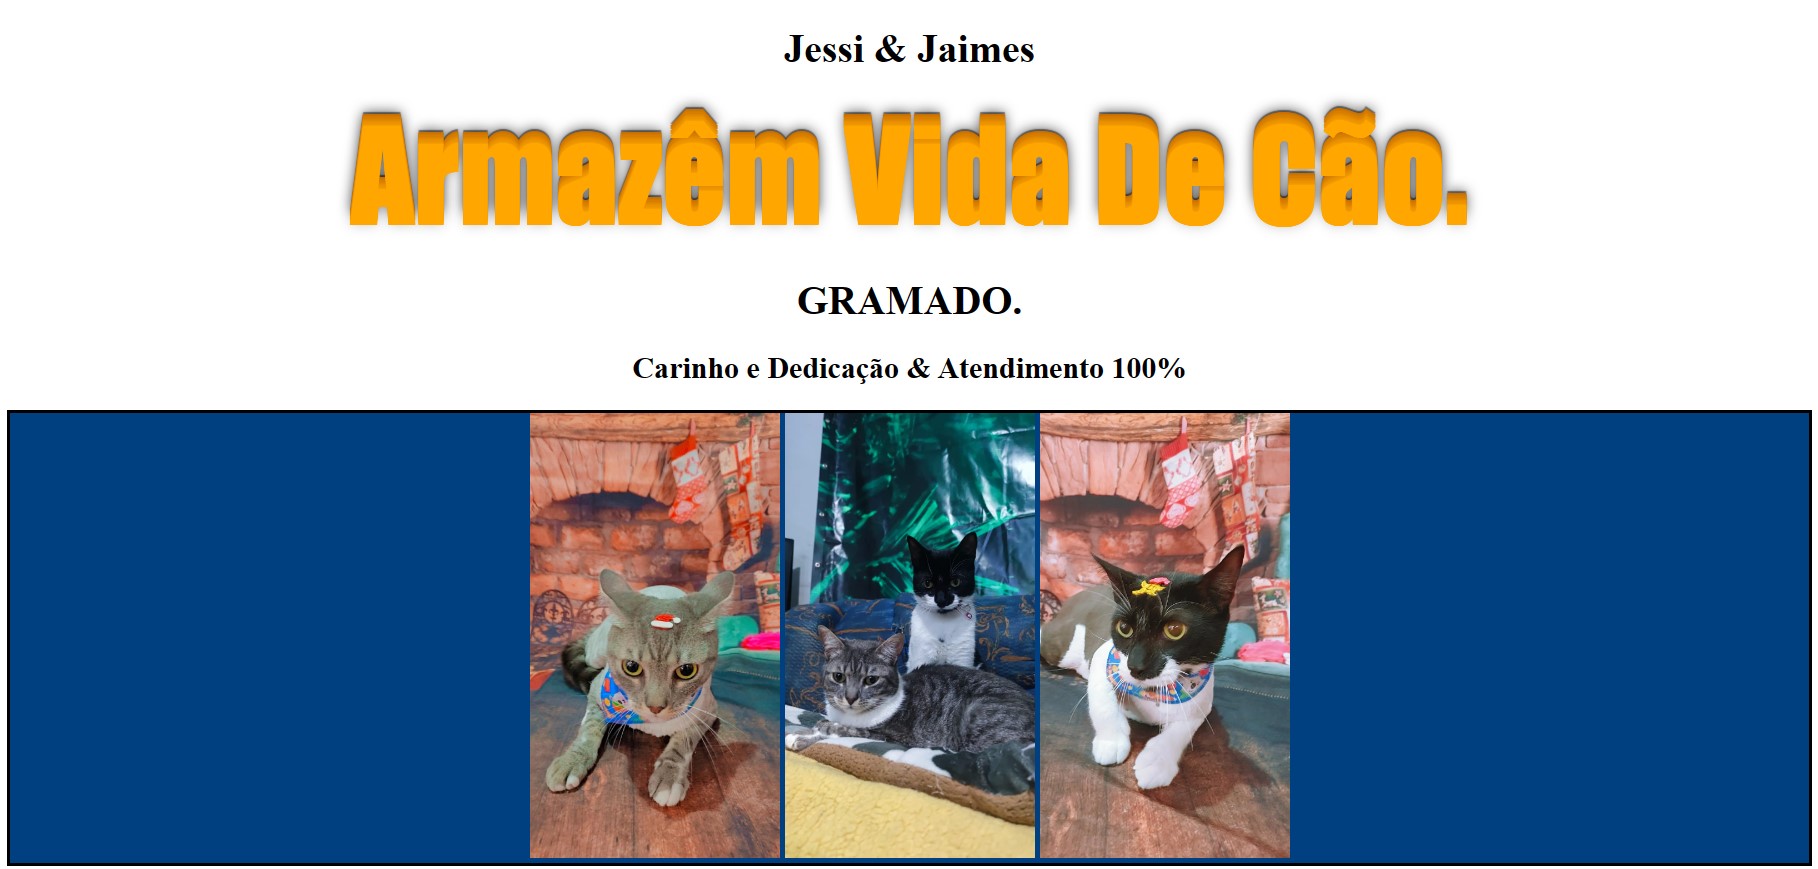 Jessi & Jaimes
Armazêm Vida De Cão.
GRAMADO.
Carinho e Dedicação & Atendimento 100%